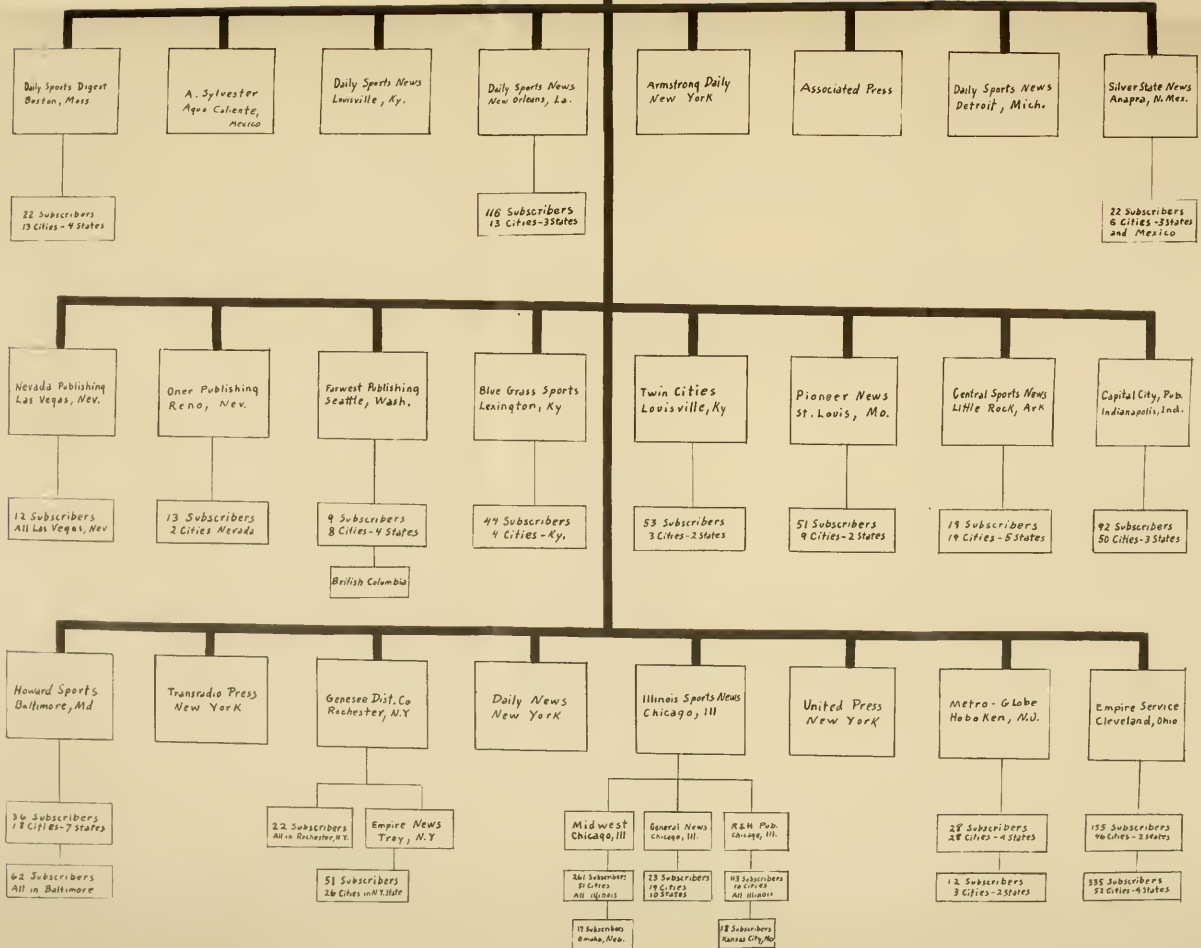 Daily Sports Digest
Boston, Mass
A. Sylvester
Aqua Caliente,
Mexico
Daily Sports News
Louisville, Ky.
Daily Sports News
New Orleans, La.
Armstrong Daily
New York
Associated Press
Daily Sports News
Detroit, Mich.
Silver State News
Anapra, N. Mex.
22 Subscribers
13 Cities - 4 States
116 Subscribers
13 Cities - 3 States
22 Subscribers
6 Cities - 3 States
and Mexico
Nevada Publishing
Las Vegas, Nev.
Oner Publishing
Reno, Nev.
Farwest Publishing
Seattle, Wash.
Blue Grass Sports
Lexington, Ky
Twin Cities
Louisville, Ky
Pioneer News
St. Louis, Mo.
Central Sports News
Little Rock, Ark
Capital City, Pub.
Indianapolis, Ind.
12 Subscribers
All Las Vegas, Nev
13 Subscribers
2 Cities Nevada
9 Subscribers
8 Cities - 4 States
British Columbia
44 Subscribers
4 Cities - Ky.
53 Subscribers
3 Cities - 2 States
51 Subscribers
9 Cities - 2 States
19 Subscribers
19 Cities - 5 States
92 Subscribers
50 Cities - 3 States
Howard Sports
Baltimore, Md
Transradio Press
New York
Genesee Dist. Co
Rochester, N.Y
Daily News
New York
Illinois Sports News
Chicago, Ill
United Press
New York
Metro - Globe
Hoboken, N.J.
Empire Service
Cleveland, Ohio
36 Subscribers
18 Cities - 7 States
62 Subscribers
All in Baltimore
22 Subscribers
All in Rochester, N.Y.
Empire News
Troy, N.Y
51 Subscribers
26 Cities in N.Y. State
Midwest
Chicago, Ill
General News
Chicago, Ill.
R & H Pub.
Chicago, Ill.
261 Subscribers
51 Cities
All Illinois
23 Subscribers
19 Cities
10 States
113 Subscribers
10 Cities
All Illinois
17 Subscribers
Omaha, Neb.
18 Subscribers
Kansas City, Mo
28 Subscribers
28 Cities - 4 States
12 Subscribers
3 Cities - 2 States
155 Subscribers
46 Cities - 2 States
335 Subscribers
52 Cities - 4 States